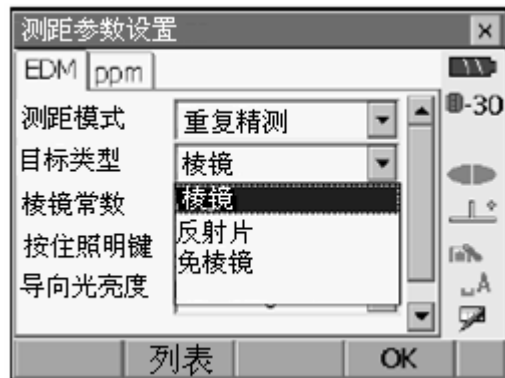 测距参数设置
EDM ppm
-30
测距模式 重复精测
目标类型 棱镜
棱镜
棱镜常数
反射片
按住照明键
免棱镜
导向光亮度
A
列表 OK